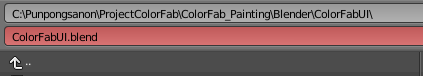 C:\Punpongsanon\ProjectColorFab\ColorFab_Painting\Blender\ColorFabUI\
ColorFabUI.blend
..